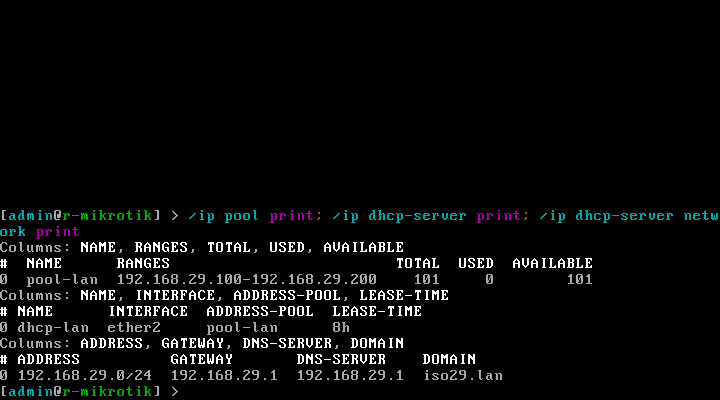 [admin@r-mikrotik] > /ip pool print; /ip dhcp-server print; /ip dhcp-server netw
ork print
Columns: NAME, RANGES, TOTAL, USED, AVAILABLE
#  NAME      RANGES                         TOTAL  USED  AVAILABLE
0  pool-lan  192.168.29.100-192.168.29.200    101     0        101
Columns: NAME, INTERFACE, ADDRESS-POOL, LEASE-TIME
# NAME      INTERFACE  ADDRESS-POOL  LEASE-TIME
0 dhcp-lan  ether2     pool-lan      8h
Columns: ADDRESS, GATEWAY, DNS-SERVER, DOMAIN
# ADDRESS          GATEWAY       DNS-SERVER    DOMAIN
0 192.168.29.0/24  192.168.29.1  192.168.29.1  iso29.lan
[admin@r-mikrotik] >